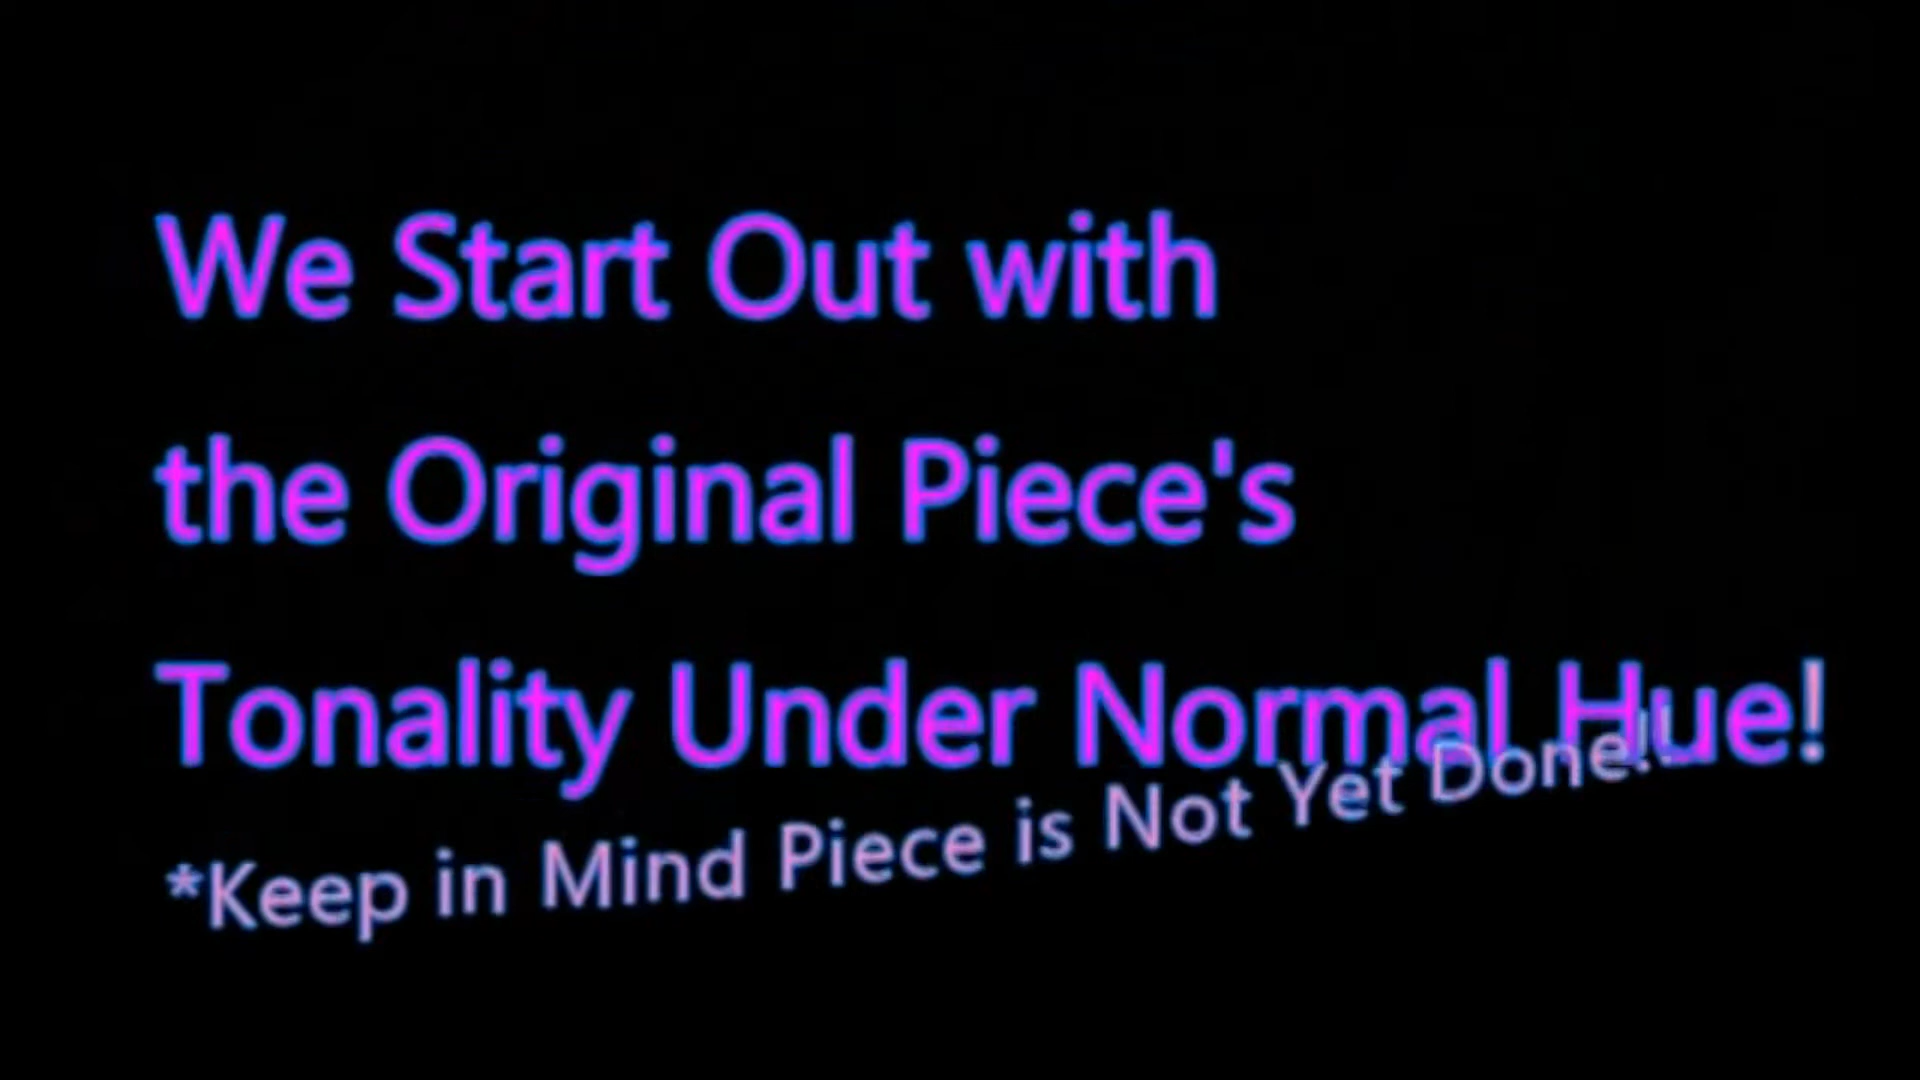 We Start Out with
the Original Piece's
Tonality Under Normal Hue!
*Keep in Mind Piece is Not Yet Done!!